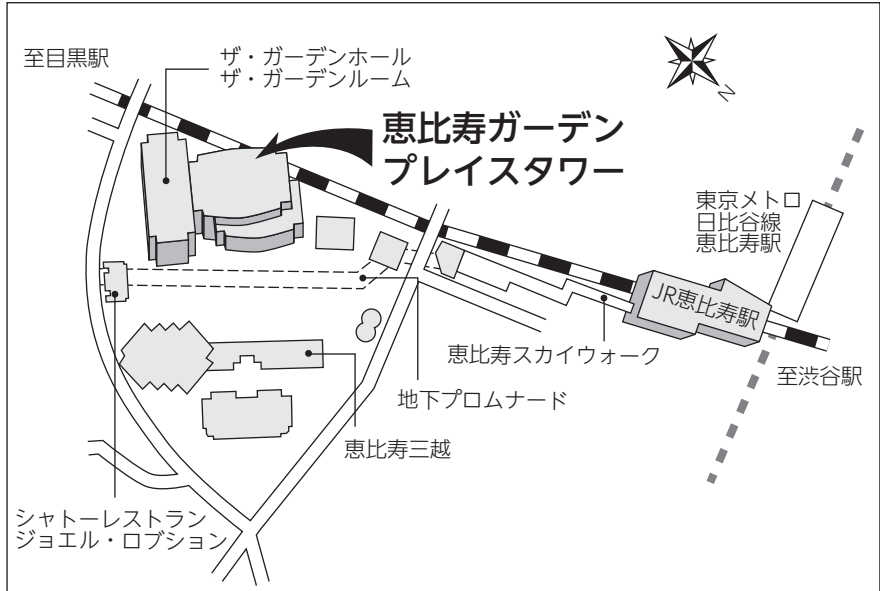 至目黒駅
ザ・ガーデンホール
ザ・ガーデンルーム
恵比寿ガーデン
プレイスタワー
N
東京メトロ
日比谷線
恵比寿駅
JR恵比寿駅
恵比寿スカイウォーク
至渋谷駅
地下プロムナード
恵比寿三越
シャトーレストラン
ジョエル・ロブション